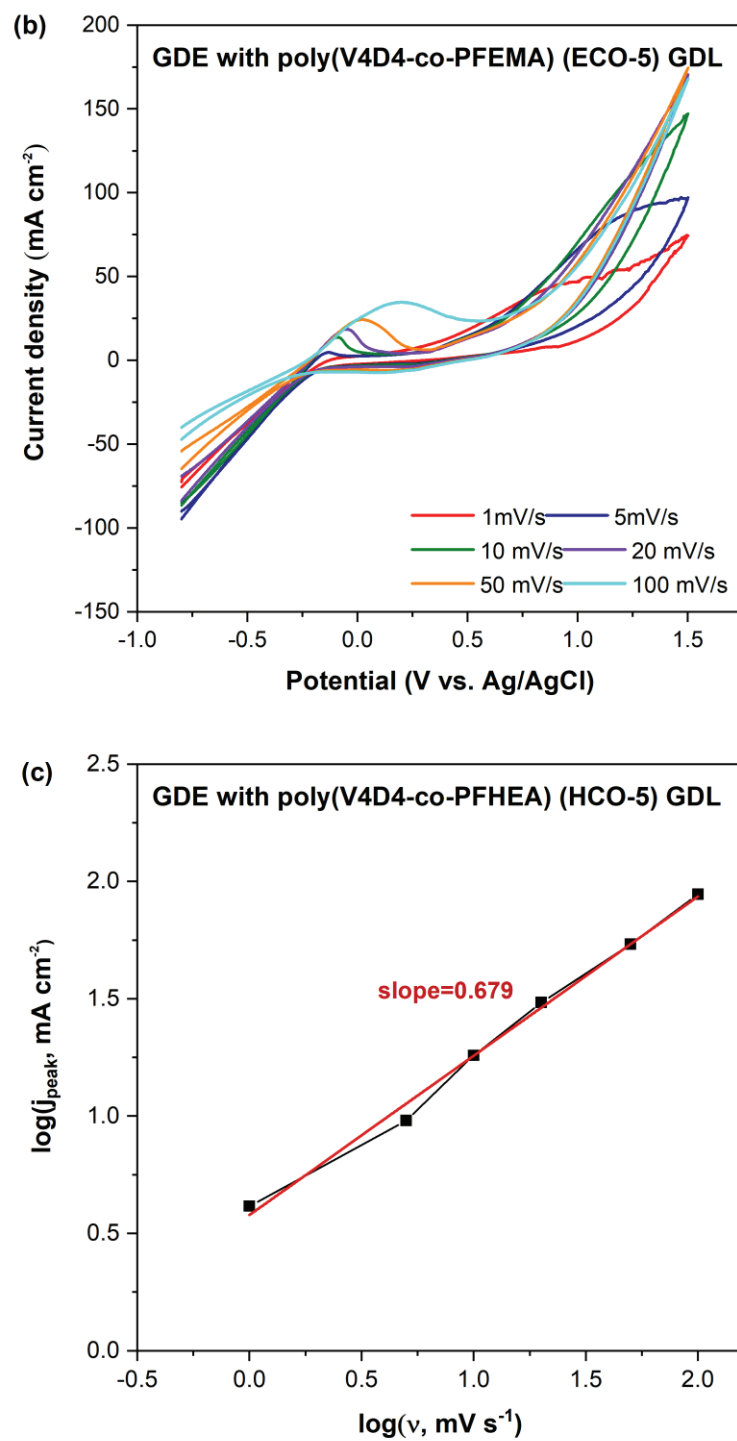 (b)
GDE with poly(V4D4-co-PFEMA) (ECO-5) GDL
200
150
100
50
0
-50
-100
-150
Current density (mA cm⁻²)
1mV/s 5mV/s
10 mV/s 20 mV/s
50 mV/s 100 mV/s
-1.0 -0.5 0.0 0.5 1.0 1.5
Potential (V vs. Ag/AgCl)
(c)
GDE with poly(V4D4-co-PFHEA) (HCO-5) GDL
2.5
2.0
1.5
1.0
0.5
0.0
log(jpeak, mA cm⁻²)
slope=0.679
-0.5 0.0 0.5 1.0 1.5 2.0
log(ν, mV s⁻¹)